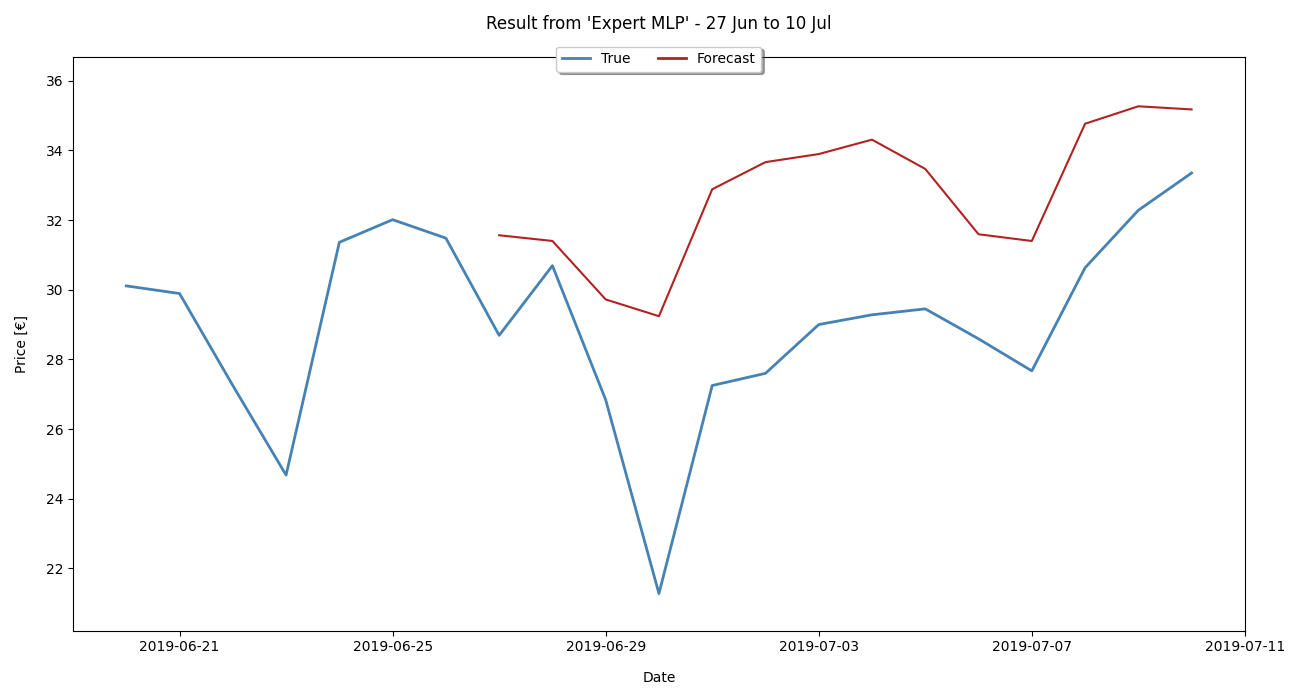 Result from 'Expert MLP' - 27 Jun to 10 Jul
True Forecast
36
34
32
30
28
26
24
22
Price [€]
2019-06-21 2019-06-25 2019-06-29 2019-07-03 2019-07-07 2019-07-11
Date